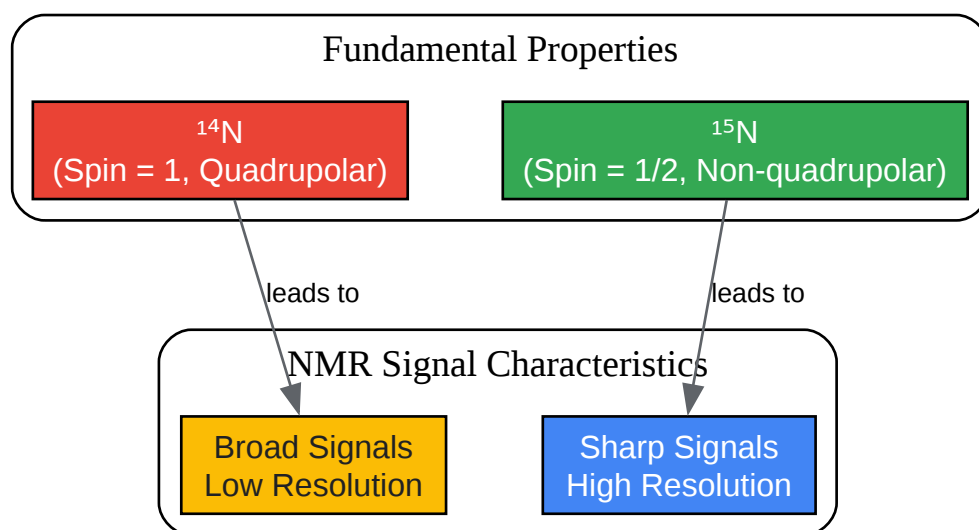 Fundamental Properties
¹⁴N
(Spin = 1, Quadrupolar)
¹⁵N
(Spin = 1/2, Non-quadrupolar)
leads to
leads to
NMR Signal Characteristics
Broad Signals
Low Resolution
Sharp Signals
High Resolution